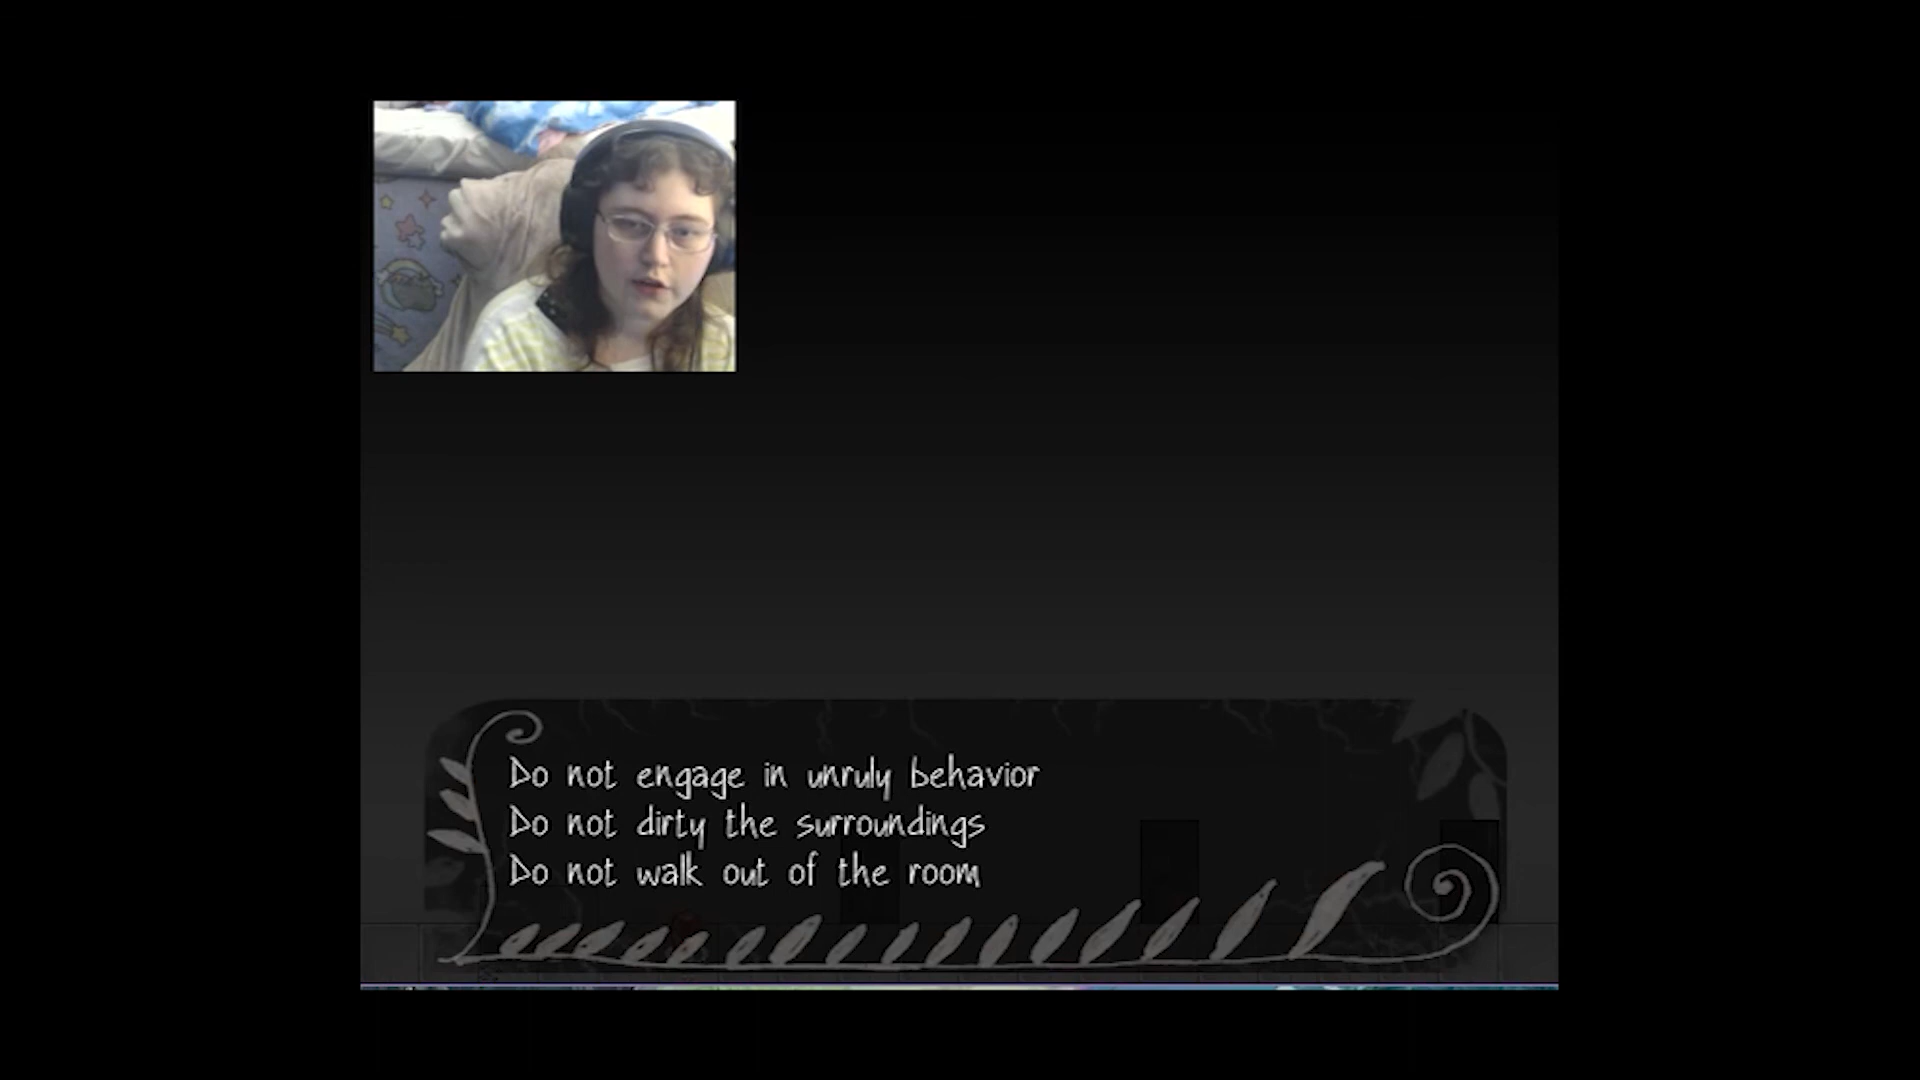 Do not engage in unruly behavior
Do not dirty the surroundings
Do not walk out of the room